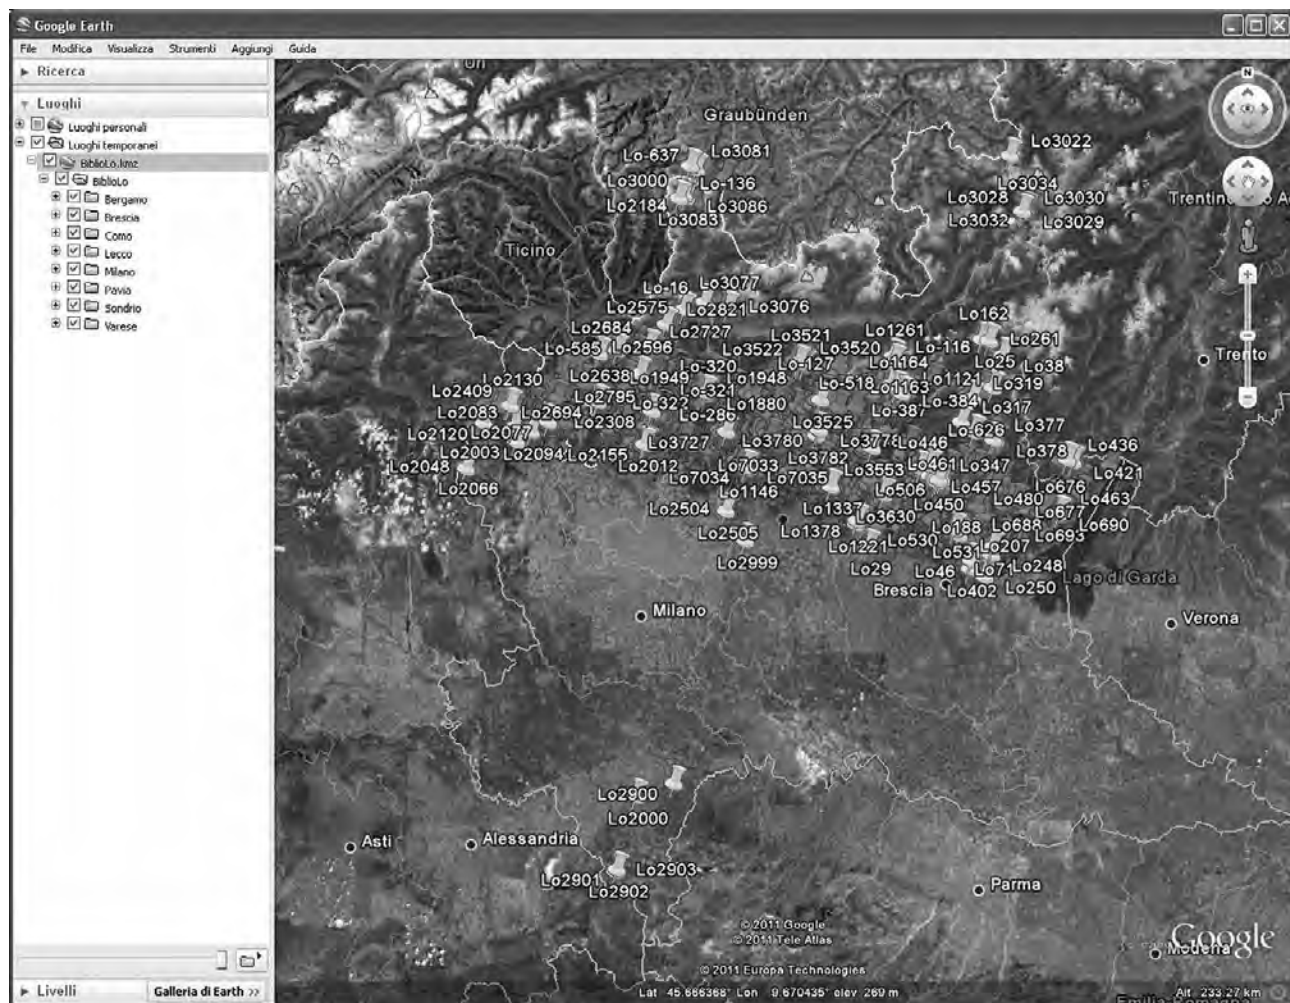 Google Earth
File Modifica Visualizza Strumenti Aggiungi Guida
Ricerca
Luoghi
Luoghi personali
Luoghi temporanei
BiblioLo.kmz
BiblioLo
Bergamo
Brescia
Como
Lecco
Milano
Pavia
Sondrio
Varese
Livelli
Galleria di Earth >>
Uri
N
Graubünden
Lo3022
Lo-637 Lo3081
Lo3000 Lo-136 Lo3034
Lo3028 Lo3030
Lo2184 Lo3086
Lo3083 Lo3032 Lo3029
Ticino
Lo-16 Lo3077
Lo2575 Lo2821 Lo3076
Lo162
Lo2684 Lo2727 Lo3521 Lo1261
Lo-585 Lo2596 Lo3522 Lo3520 Lo-116 Lo261
Lo-320 Lo-127 Lo1164 Lo25 Lo38
Trento
Lo2130 Lo2638 Lo1949 Lo1948 Lo-518 Lo1163 Lo1121 Lo319
Lo2409 Lo2795 Lo-321
Lo-322 Lo1880 Lo-387 Lo-384 Lo317
Lo2083 Lo2694 Lo2308 Lo-286 Lo3525 Lo-626 Lo377
Lo2120 Lo2077 Lo3727 Lo3780 Lo3778 Lo446 Lo378 Lo436
Lo2003 Lo2094 Lo2155 Lo3782
Lo2048 Lo2012 Lo7033 Lo3553 Lo461 Lo347 Lo421
Lo2066 Lo7034 Lo7035 Lo506 Lo457 Lo676
Lo1146 Lo450 Lo480 Lo463
Lo2504 Lo1337 Lo3630 Lo677
Lo188 Lo688 Lo690
Lo2505 Lo1378 Lo530 Lo693
Lo1221 Lo531 Lo207
Lo2999 Lo29 Lo46 Lo71 Lo248
Lago di Garda
Brescia Lo402 Lo250
Milano
Verona
Lo2900
Lo2000
Asti
Alessandria
Lo2903
Lo2901
Lo2902
Parma
Modena
© 2011 Google
© 2011 Tele Atlas
© 2011 Europa Technologies
Google
Lat 45.666368° Lon 9.670435° elev 269 m
Alt 233.27 km